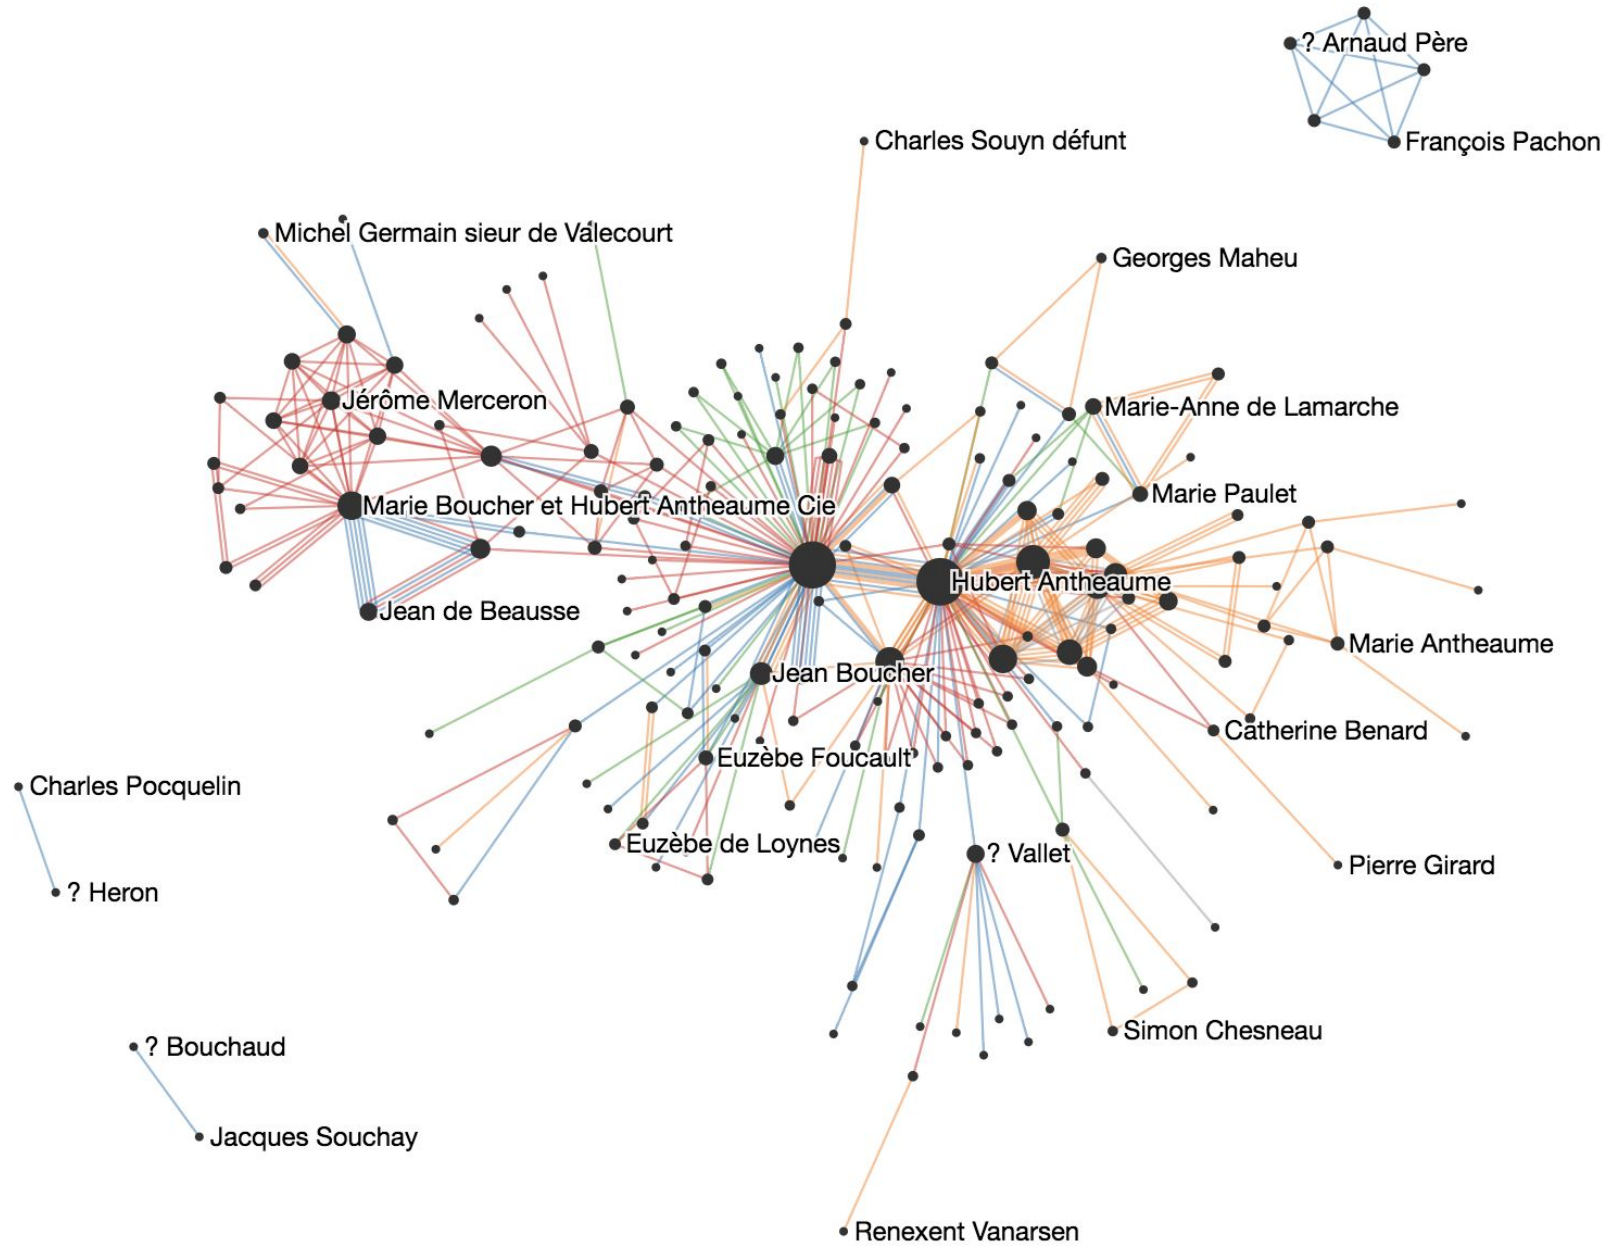 ? Arnaud Père
François Pachon
Charles Souyn défunt
Michel Germain sieur de Valecourt
Georges Maheu
Jérôme Merceron
Marie-Anne de Lamarche
Marie Paulet
Marie Boucher et Hubert Antheaume Cie
Hubert Antheaume
Jean de Beausse
Marie Antheaume
Jean Boucher
Catherine Benard
Euzèbe Foucault
Charles Pocquelin
Euzèbe de Loynes
? Vallet
Pierre Girard
? Heron
Simon Chesneau
? Bouchaud
Jacques Souchay
Renexent Vanarsen